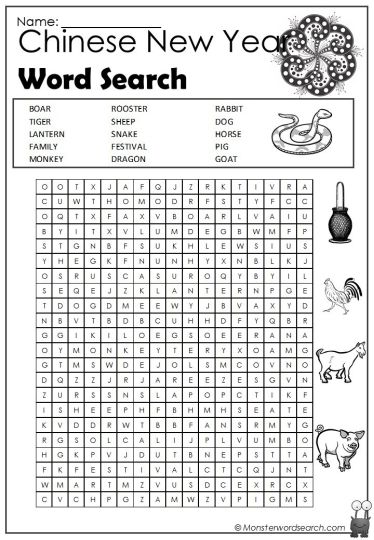 Name:
Chinese New Year
Word Search
BOAR ROOSTER RABBIT
TIGER SHEEP DOG
LANTERN SNAKE HORSE
FAMILY FESTIVAL PIG
MONKEY DRAGON GOAT
O O T X J A F Q J Z R K T I V R A
C U W T H O M O D R F S T Y F C C
O Q T X F A X V B O A R L V A I U
B Y I T X V L U M D E G B W M F P
S T G N B F S U K H L E W S I U S
Y H E G K F N U N H Y X N B L K J
O S R U S C A S U R O Q Y B Y I L
S E Q E J Z K L A N T E R N P G E
T D O G D M E E W Y J B V A X Y D
N B V T B D B C U H H D F Y Q B R
G G I K I L O E G S O E E R A N A
O Y M O N K E Y T E R Y X O A M G
G T M S W D E J O L S M C O V N O
D Q Z Z J R J A R E E Z E S G V N
Z U R S S N S L A P O P C T I K F
I S H E E P H F B H M H S E A T E
K V D D R W T B B F A N S R M Y G
R G S O L C A L I J P L V U M B O
H G K P V J D U T B N E P S T T A
F K F E S T I V A L C T C Q J N T
W M A R T M Z V U S D C E X R C X
C V C H P G Z A M W Z V P I G M S
© Monsterwordsearch.com